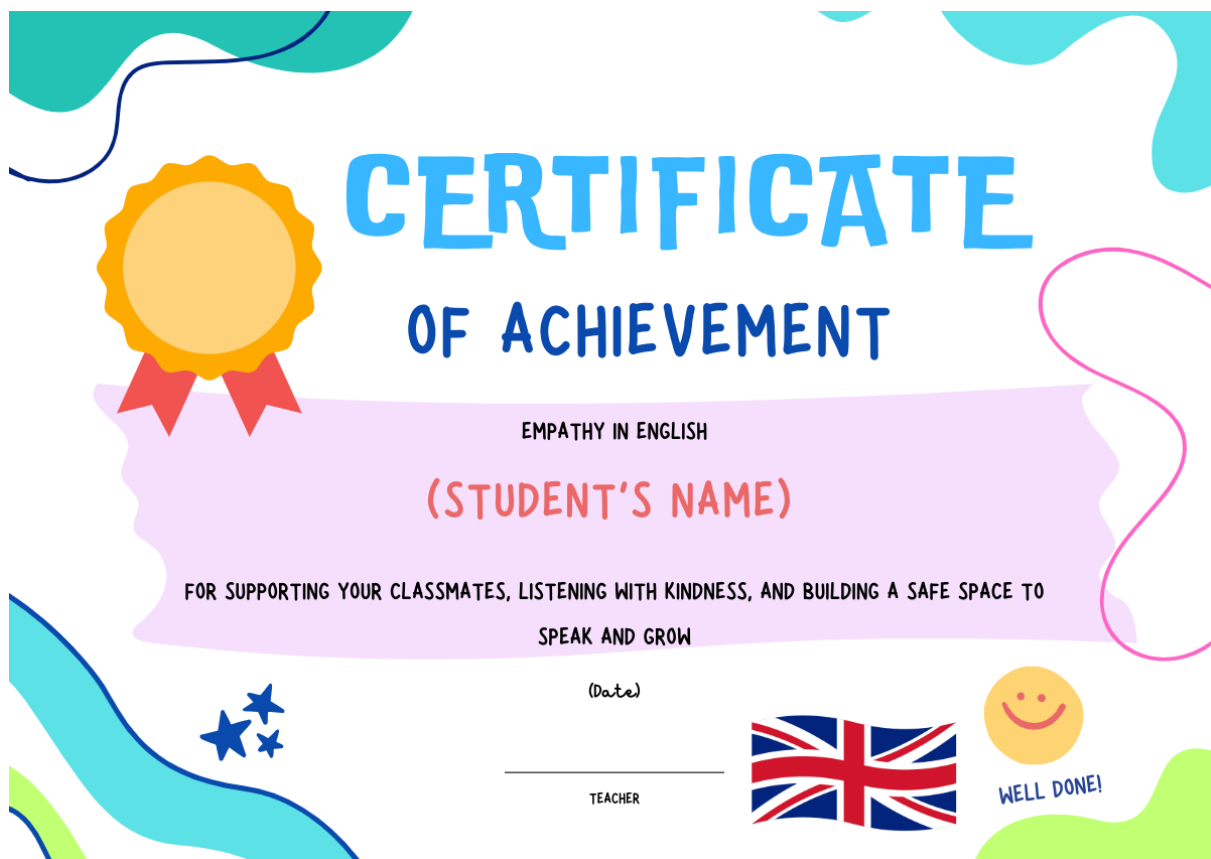 CERTIFICATE
OF ACHIEVEMENT
EMPATHY IN ENGLISH
(STUDENT'S NAME)
FOR SUPPORTING YOUR CLASSMATES, LISTENING WITH KINDNESS, AND BUILDING A SAFE SPACE TO
SPEAK AND GROW
(Date)
TEACHER
WELL DONE!